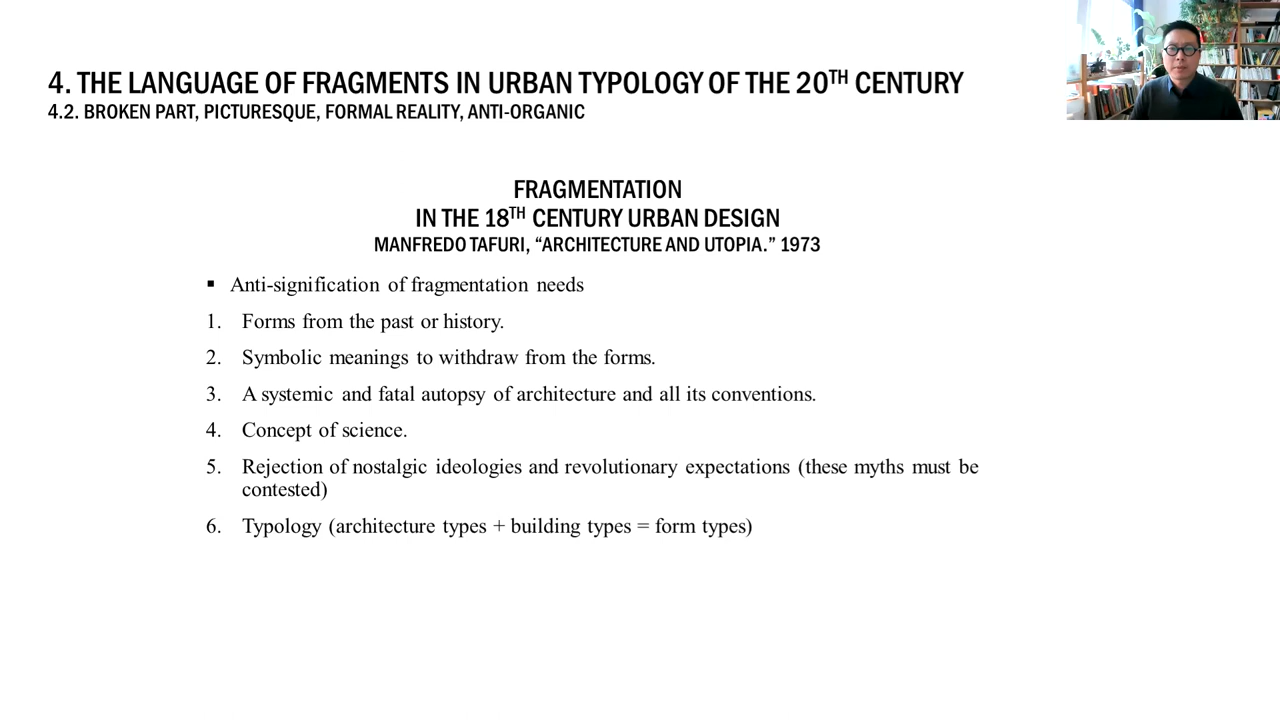 4. THE LANGUAGE OF FRAGMENTS IN URBAN TYPOLOGY OF THE 20TH CENTURY
4.2. BROKEN PART, PICTURESQUE, FORMAL REALITY, ANTI-ORGANIC
FRAGMENTATION
IN THE 18TH CENTURY URBAN DESIGN
MANFREDO TAFURI, “ARCHITECTURE AND UTOPIA.” 1973
▪ Anti-signification of fragmentation needs
1. Forms from the past or history.
2. Symbolic meanings to withdraw from the forms.
3. A systemic and fatal autopsy of architecture and all its conventions.
4. Concept of science.
5. Rejection of nostalgic ideologies and revolutionary expectations (these myths must be
contested)
6. Typology (architecture types + building types = form types)